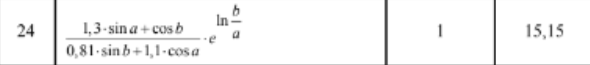 24 (1,3·sin a + cos b)/(0,81·sin b + 1,1·cos a) · e^(ln(b/a)) 1 15,15